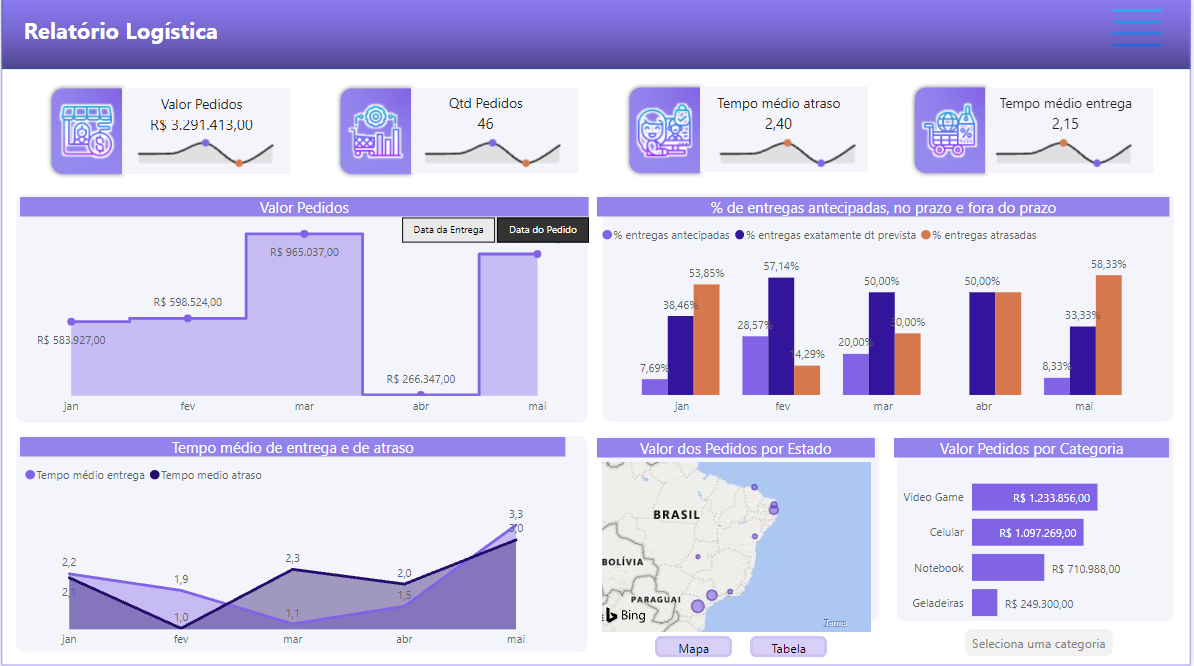 Relatório Logística
Valor Pedidos
R$ 3.291.413,00
Qtd Pedidos
46
Tempo médio atraso
2,40
Tempo médio entrega
2,15
Valor Pedidos
Data da Entrega
Data do Pedido
R$ 583.927,00
R$ 598.524,00
R$ 965.037,00
R$ 266.347,00
jan
fev
mar
abr
mai
% de entregas antecipadas, no prazo e fora do prazo
% entregas antecipadas
% entregas exatamente dt prevista
% entregas atrasadas
7,69%
38,46%
53,85%
28,57%
57,14%
14,29%
20,00%
50,00%
30,00%
50,00%
8,33%
33,33%
58,33%
jan
fev
mar
abr
mai
Tempo médio de entrega e de atraso
Tempo médio entrega
Tempo medio atraso
2,2
2,1
1,9
1,0
2,3
1,1
2,0
1,5
3,3
3,0
jan
fev
mar
abr
mai
Valor dos Pedidos por Estado
BRASIL
BOLÍVIA
PARAGUAI
Bing
Terms
Mapa
Tabela
Valor Pedidos por Categoria
Video Game
R$ 1.233.856,00
Celular
R$ 1.097.269,00
Notebook
R$ 710.988,00
Geladeiras
R$ 249.300,00
Seleciona uma categoria